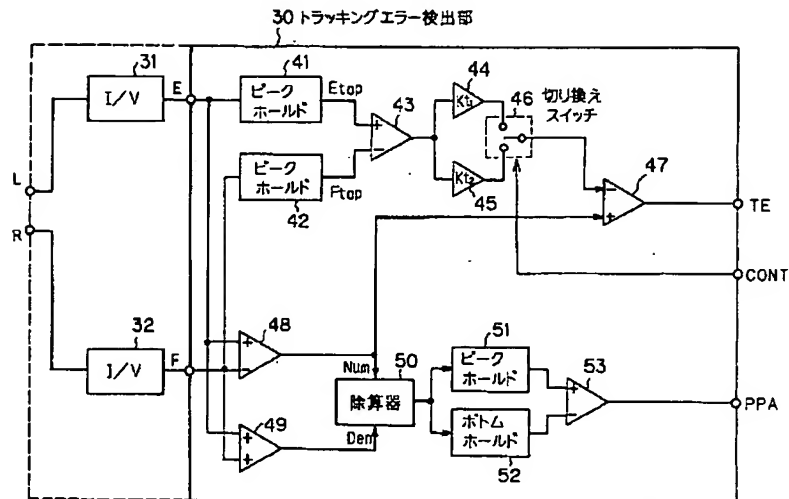 30 トラッキングエラー検出部
31
I/V
E
41
ピーク
ホールド
Etop
43
+
−
44
Kt₁
46
切り換え
スイッチ
Kt₂
45
47
−
+
TE
CONT
ピーク
ホールド
42
Ftop
L
R
32
I/V
F
48
+
−
Num
50
除算器
Den
49
+
+
51
ピーク
ホールド
ボトム
ホールド
52
53
+
−
PPA